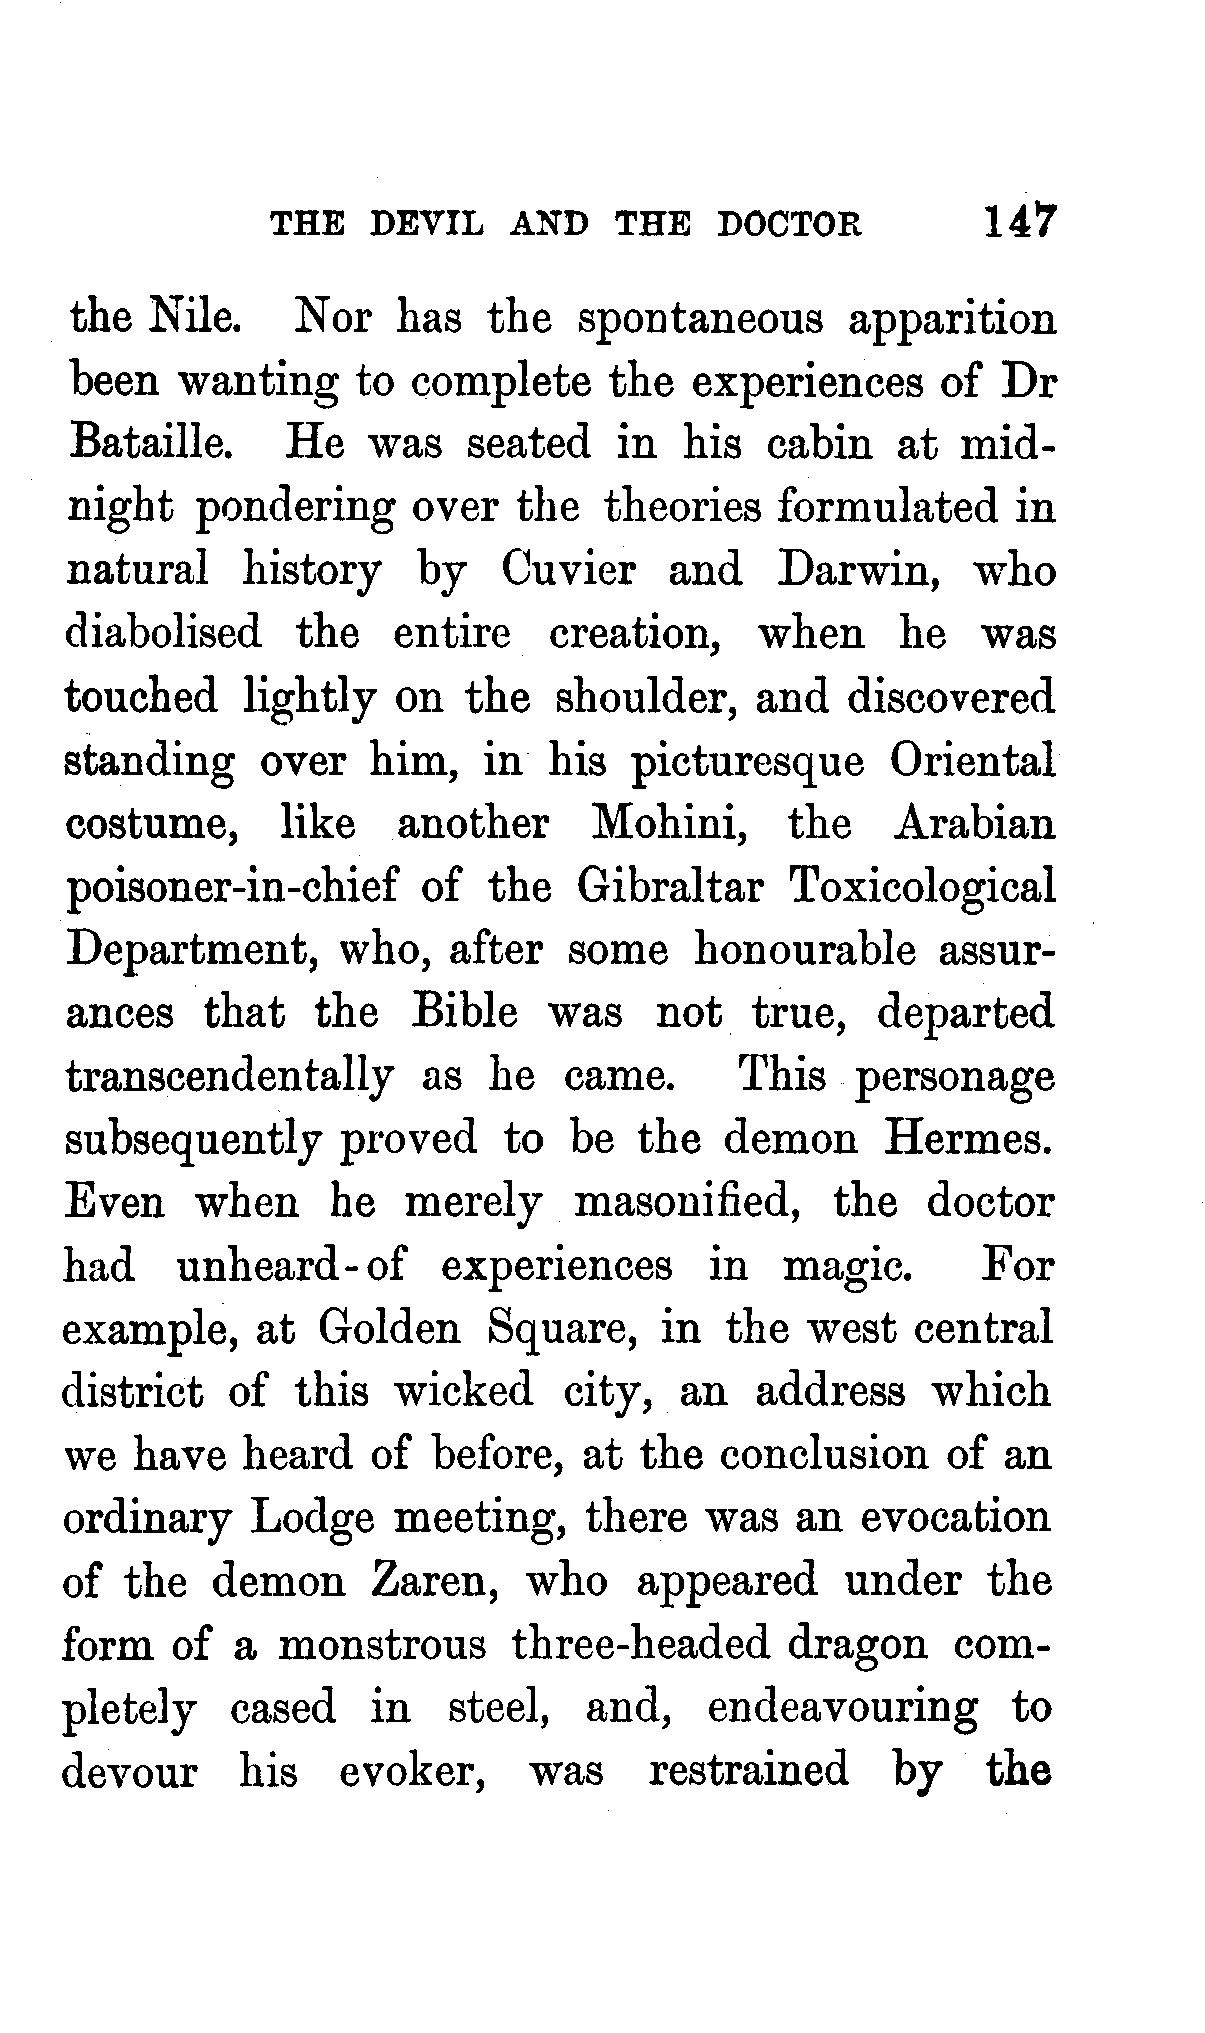 THE DEVIL AND THE DOCTOR 147
the Nile. Nor has the spontaneous apparition
been wanting to complete the experiences of Dr
Bataille. He was seated in his cabin at mid-
night pondering over the theories formulated in
natural history by Cuvier and Darwin, who
diabolised the entire creation, when he was
touched lightly on the shoulder, and discovered
standing over him, in his picturesque Oriental
costume, like another Mohini, the Arabian
poisoner-in-chief of the Gibraltar Toxicological
Department, who, after some honourable assur-
ances that the Bible was not true, departed
transcendentally as he came. This personage
subsequently proved to be the demon Hermes.
Even when he merely masonified, the doctor
had unheard-of experiences in magic. For
example, at Golden Square, in the west central
district of this wicked city, an address which
we have heard of before, at the conclusion of an
ordinary Lodge meeting, there was an evocation
of the demon Zaren, who appeared under the
form of a monstrous three-headed dragon com-
pletely cased in steel, and, endeavouring to
devour his evoker, was restrained by the